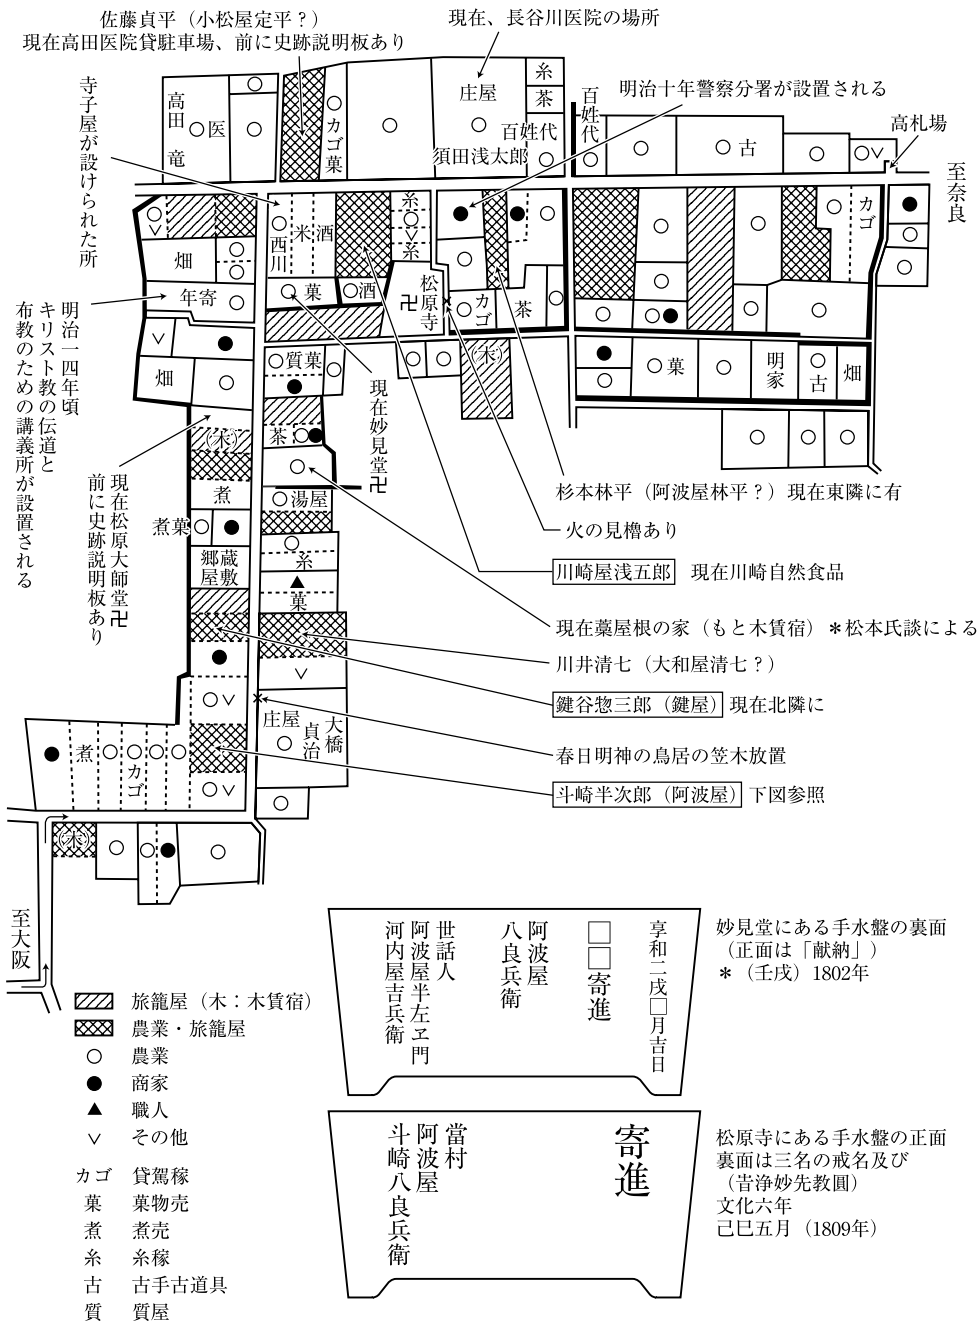 佐藤貞平（小松屋定平？）
現在高田医院貸駐車場、前に史跡説明板あり
現在、長谷川医院の場所
明治十年警察分署が設置される
高札場
至奈良
寺子屋が設けられた所
高田
竜
医
カゴ菓
庄屋
百姓代
須田浅太郎
糸
茶
百姓代
古
畑
年寄
西川
米
酒
菓
酒
糸
糸
卍
松原寺
カゴ
茶
カゴ
質菓
（木）
菓
明家
古
畑
畑
（木）
茶
煮
湯屋
煮菓
郷蔵屋敷
糸
菓
明治一四年頃
キリスト教の伝道と
布教のための講義所が設置される
現在松原大師堂卍
前に史跡説明板あり
現在妙見堂卍
杉本林平（阿波屋林平？）現在東隣に有
火の見櫓あり
川崎屋浅五郎　現在川崎自然食品
現在藁屋根の家（もと木賃宿）＊松本氏談による
川井清七（大和屋清七？）
鍵谷惣三郎（鍵屋）現在北隣に
春日明神の鳥居の笠木放置
斗崎半次郎（阿波屋）下図参照
庄屋
大橋
貞治
煮
カゴ
（木）
至大阪
旅籠屋（木：木賃宿）
農業・旅籠屋
農業
商家
職人
その他
カゴ　貸駕稼
菓　菓物売
煮　煮売
糸　糸稼
古　古手古道具
質　質屋
享和二戌□月吉日
□□寄進
阿波屋
八良兵衛
世話人
阿波屋半左ヱ門
河内屋吉兵衛
妙見堂にある手水盤の裏面
（正面は「献納」）
＊（壬戌）1802年
寄進
當村
阿波屋
斗崎八良兵衛
松原寺にある手水盤の正面
裏面は三名の戒名及び
（旹浄妙先教圓）
文化六年
己巳五月（1809年）